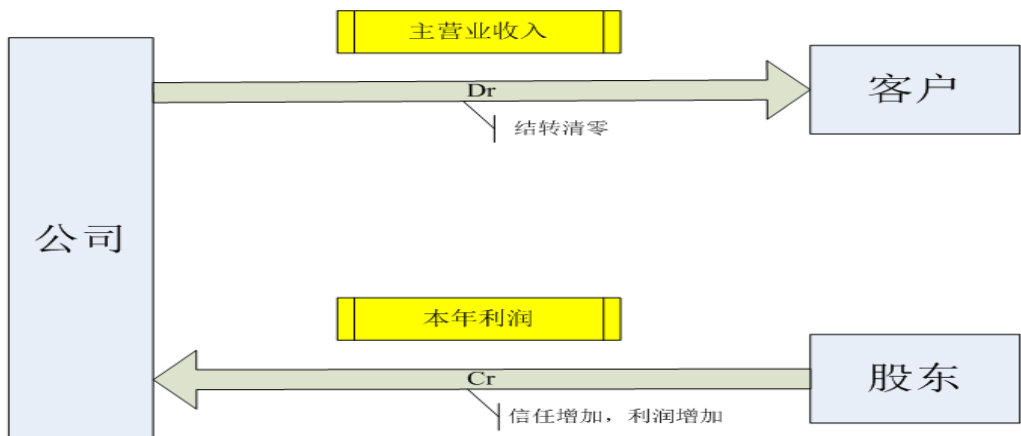 主营业收入
Dr
客户
结转清零
公司
本年利润
Cr
股东
信任增加，利润增加